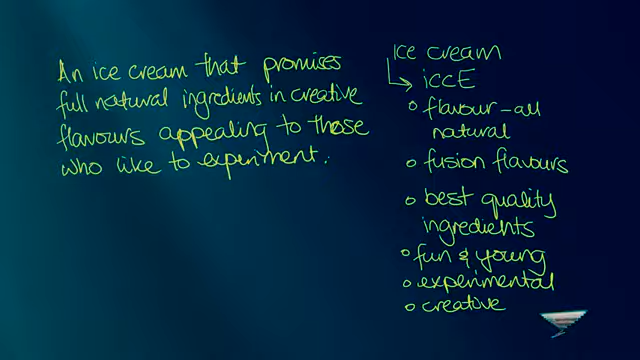 An ice cream that promises
full natural ingredients in creative
flavours appealing to those
who like to experiment.
Ice cream
iccE
flavour - all
natural
fusion flavours
best quality
ingredients
fun & young
experimental
creative